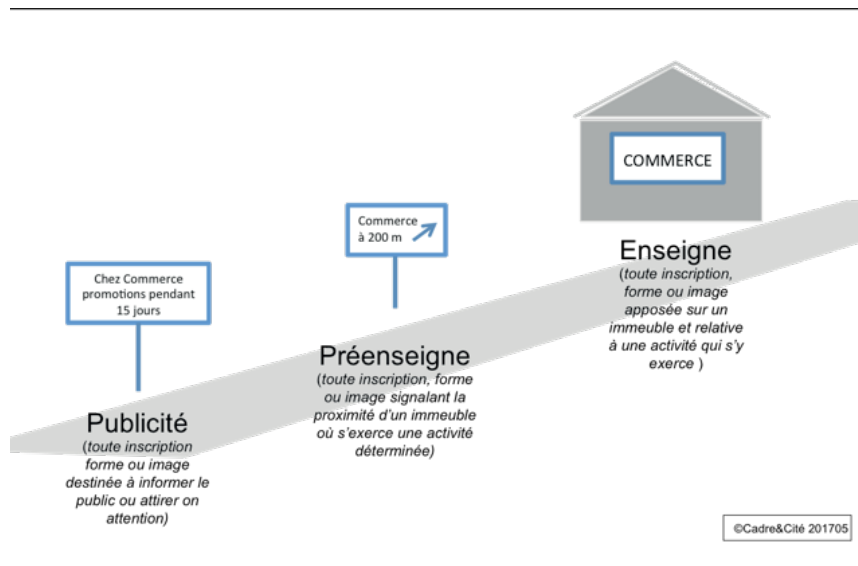 Chez Commerce
promotions pendant
15 jours
Publicité
(toute inscription
forme ou image
destinée à informer le
public ou attirer on
attention)
Commerce
à 200 m
Préenseigne
(toute inscription, forme
ou image signalant la
proximité d’un immeuble
où s’exerce une activité
déterminée)
COMMERCE
Enseigne
(toute inscription,
forme ou image
apposée sur un
immeuble et relative
à une activité qui s’y
exerce )
©Cadre&Cité 201705